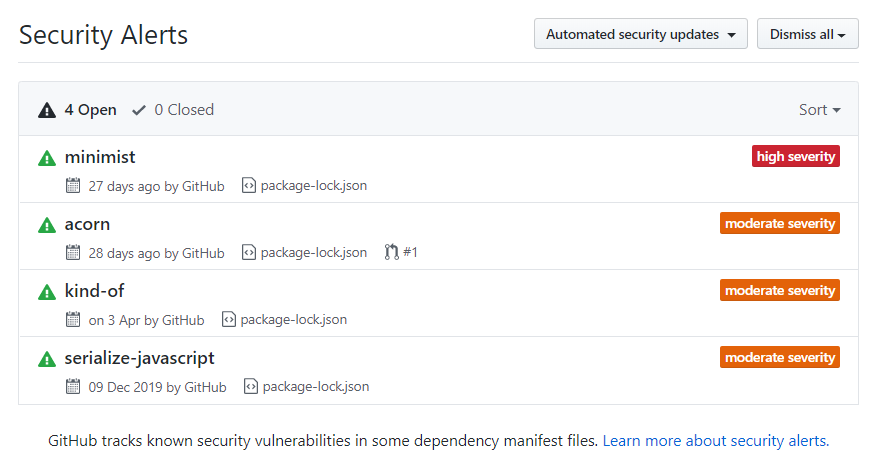 Security Alerts
Automated security updates
Dismiss all
4 Open 0 Closed
Sort
minimist
high severity
27 days ago by GitHub package-lock.json
acorn
moderate severity
28 days ago by GitHub package-lock.json #1
kind-of
moderate severity
on 3 Apr by GitHub package-lock.json
serialize-javascript
moderate severity
09 Dec 2019 by GitHub package-lock.json
GitHub tracks known security vulnerabilities in some dependency manifest files. Learn more about security alerts.